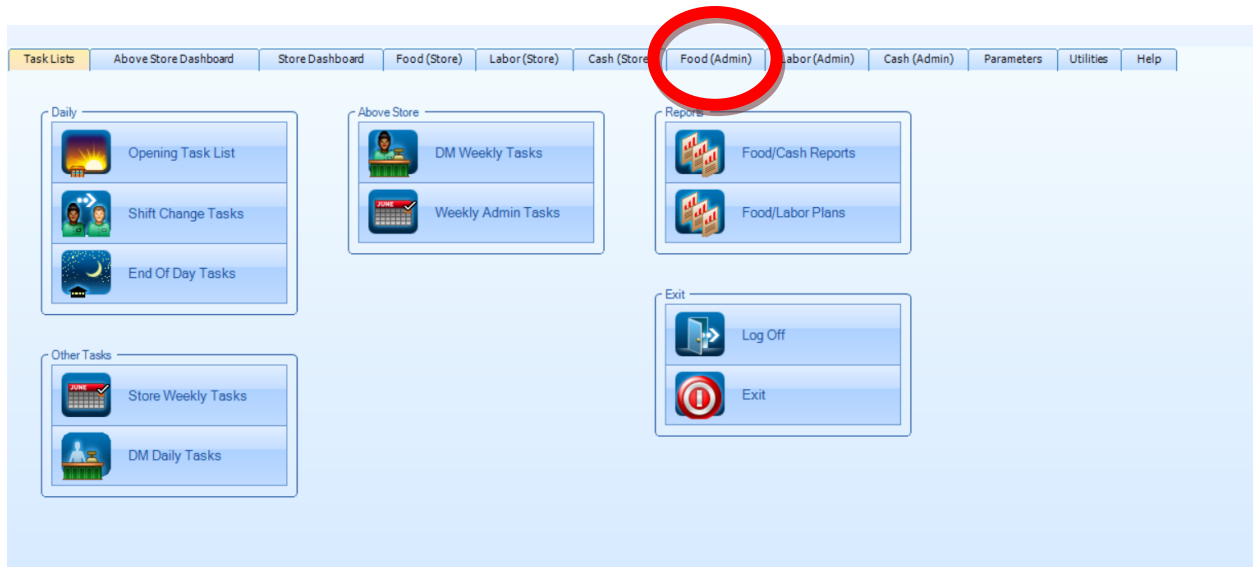 Task Lists Above Store Dashboard Store Dashboard Food (Store) Labor (Store) Cash (Store Food (Admin) Labor (Admin) Cash (Admin) Parameters Utilities Help
Daily
Opening Task List
Shift Change Tasks
End Of Day Tasks
Other Tasks
JUNE
Store Weekly Tasks
DM Daily Tasks
Above Store
DM Weekly Tasks
JUNE
Weekly Admin Tasks
Reports
Food/Cash Reports
Food/Labor Plans
Exit
Log Off
Exit